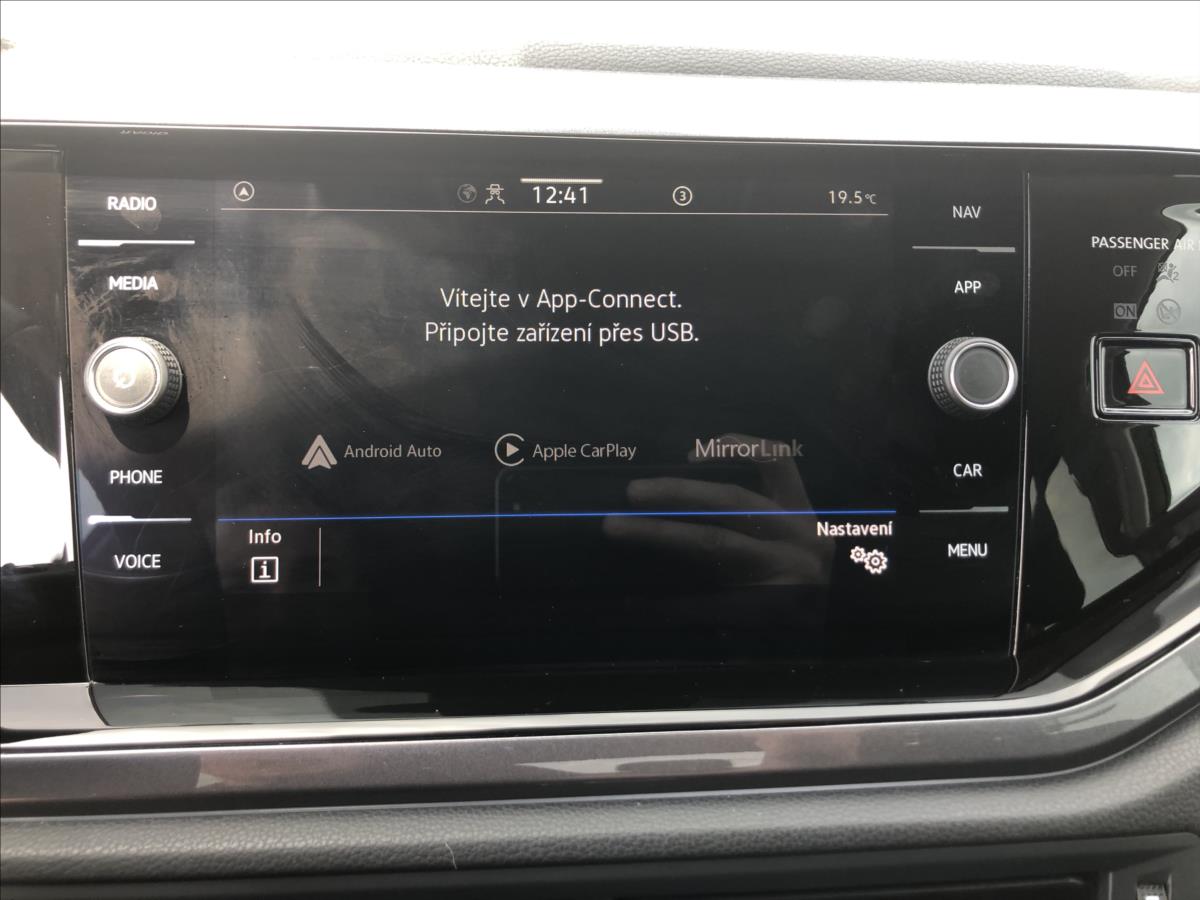 RADIO
MEDIA
PHONE
VOICE
12:41
3
19.5°C
Vítejte v App-Connect.
Připojte zařízení přes USB.
Android Auto
Apple CarPlay
MirrorLink
Info
i
Nastavení
NAV
APP
CAR
MENU
PASSENGER AIR
OFF
ON